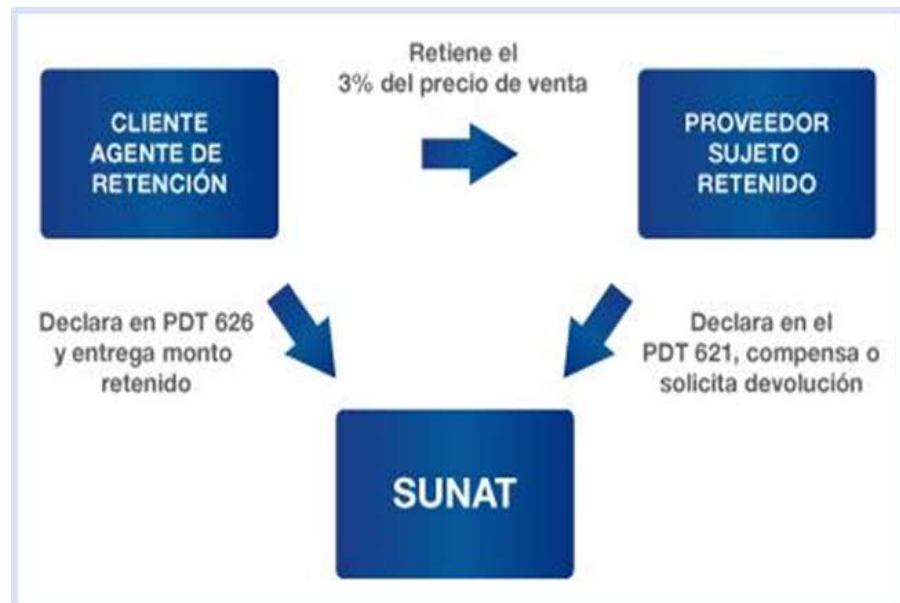 Retiene el
3% del precio de venta
CLIENTE
AGENTE DE
RETENCIÓN
PROVEEDOR
SUJETO
RETENIDO
Declara en PDT 626
y entrega monto
retenido
Declara en el
PDT 621, compensa o
solicita devolución
SUNAT